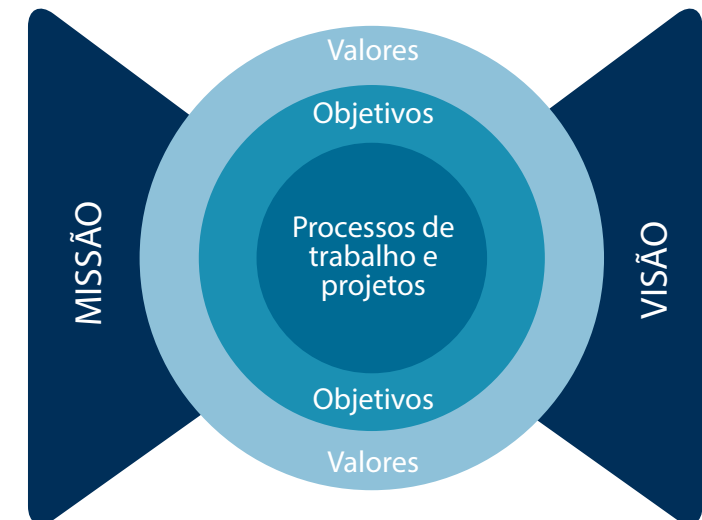 Valores
Objetivos
MISSÃO
Processos de
trabalho e
projetos
VISÃO
Objetivos
Valores